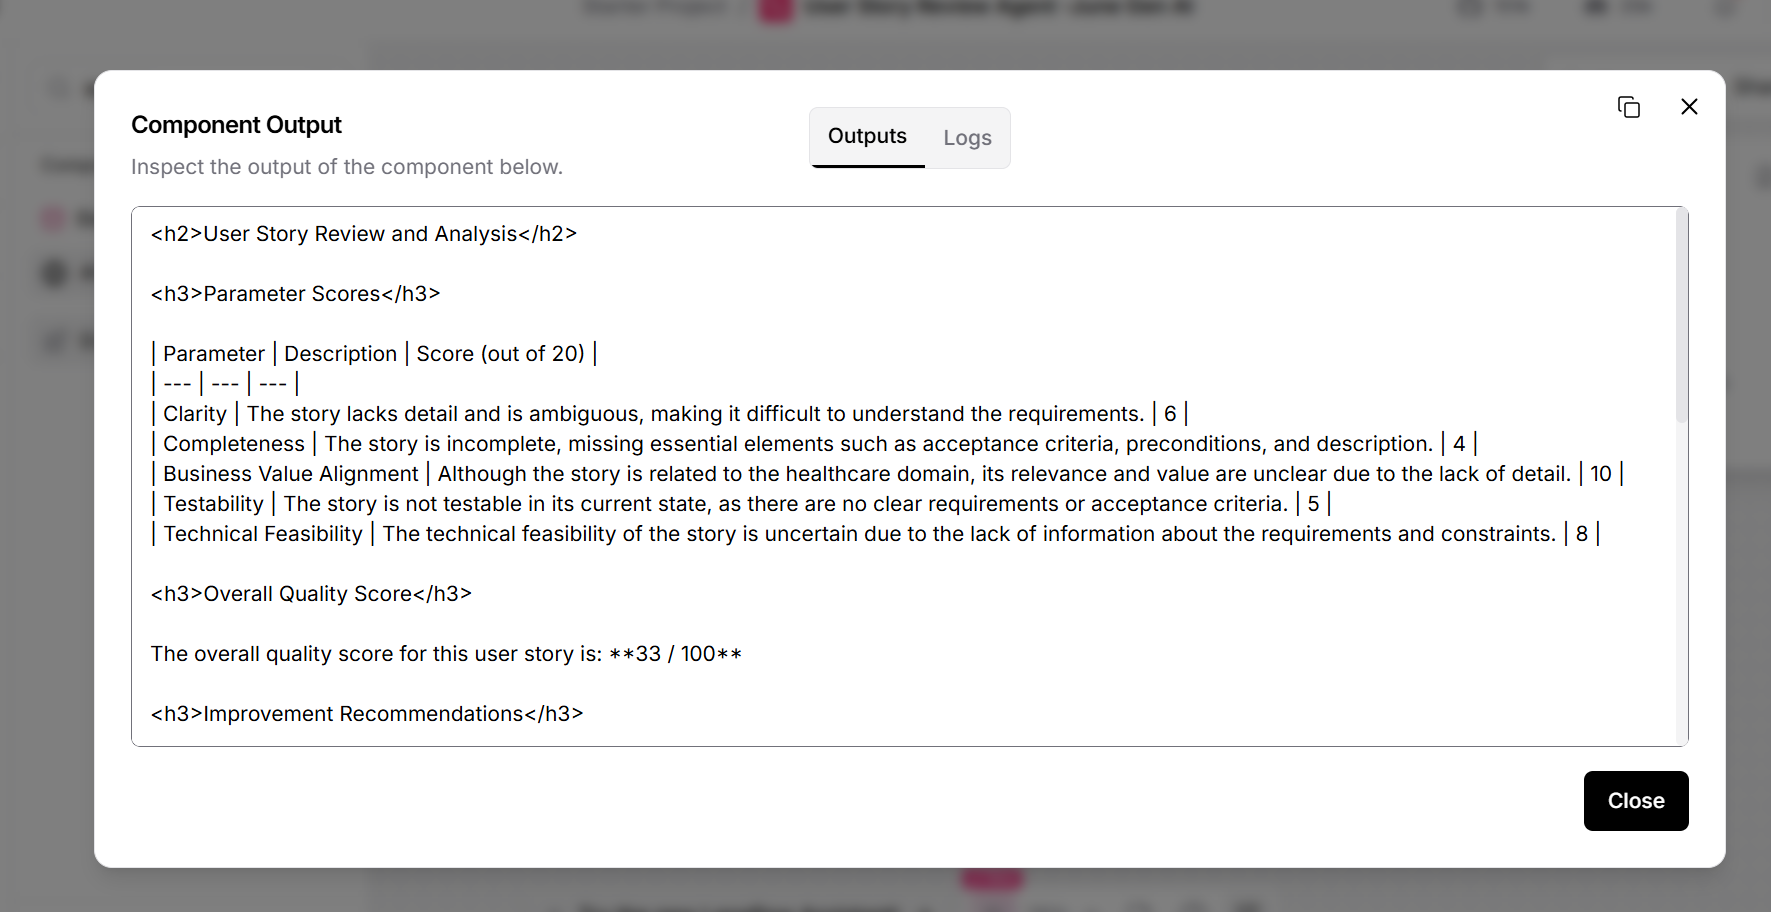 User Story Review Agent -June Gen AI
Component Output
Inspect the output of the component below.
Outputs
Logs
<h2>User Story Review and Analysis</h2>
<h3>Parameter Scores</h3>
| Parameter | Description | Score (out of 20) |
| --- | --- | --- |
| Clarity | The story lacks detail and is ambiguous, making it difficult to understand the requirements. | 6 |
| Completeness | The story is incomplete, missing essential elements such as acceptance criteria, preconditions, and description. | 4 |
| Business Value Alignment | Although the story is related to the healthcare domain, its relevance and value are unclear due to the lack of detail. | 10 |
| Testability | The story is not testable in its current state, as there are no clear requirements or acceptance criteria. | 5 |
| Technical Feasibility | The technical feasibility of the story is uncertain due to the lack of information about the requirements and constraints. | 8 |
<h3>Overall Quality Score</h3>
The overall quality score for this user story is: **33 / 100**
<h3>Improvement Recommendations</h3>
Close